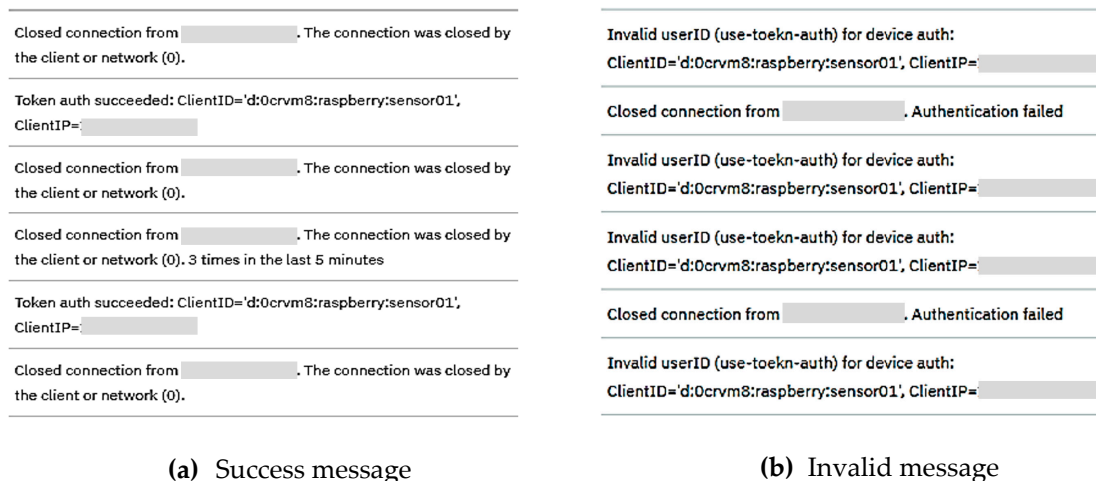 Closed connection from . The connection was closed by
the client or network (0).
Token auth succeeded: ClientID='d:0crvm8:raspberry:sensor01',
ClientIP=
Closed connection from . The connection was closed by
the client or network (0).
Closed connection from . The connection was closed by
the client or network (0). 3 times in the last 5 minutes
Token auth succeeded: ClientID='d:0crvm8:raspberry:sensor01',
ClientIP=
Closed connection from . The connection was closed by
the client or network (0).
(a) Success message
Invalid userID (use-toekn-auth) for device auth:
ClientID='d:0crvm8:raspberry:sensor01', ClientIP=
Closed connection from . Authentication failed
Invalid userID (use-toekn-auth) for device auth:
ClientID='d:0crvm8:raspberry:sensor01', ClientIP=
Invalid userID (use-toekn-auth) for device auth:
ClientID='d:0crvm8:raspberry:sensor01', ClientIP=
Closed connection from . Authentication failed
Invalid userID (use-toekn-auth) for device auth:
ClientID='d:0crvm8:raspberry:sensor01', ClientIP=
(b) Invalid message